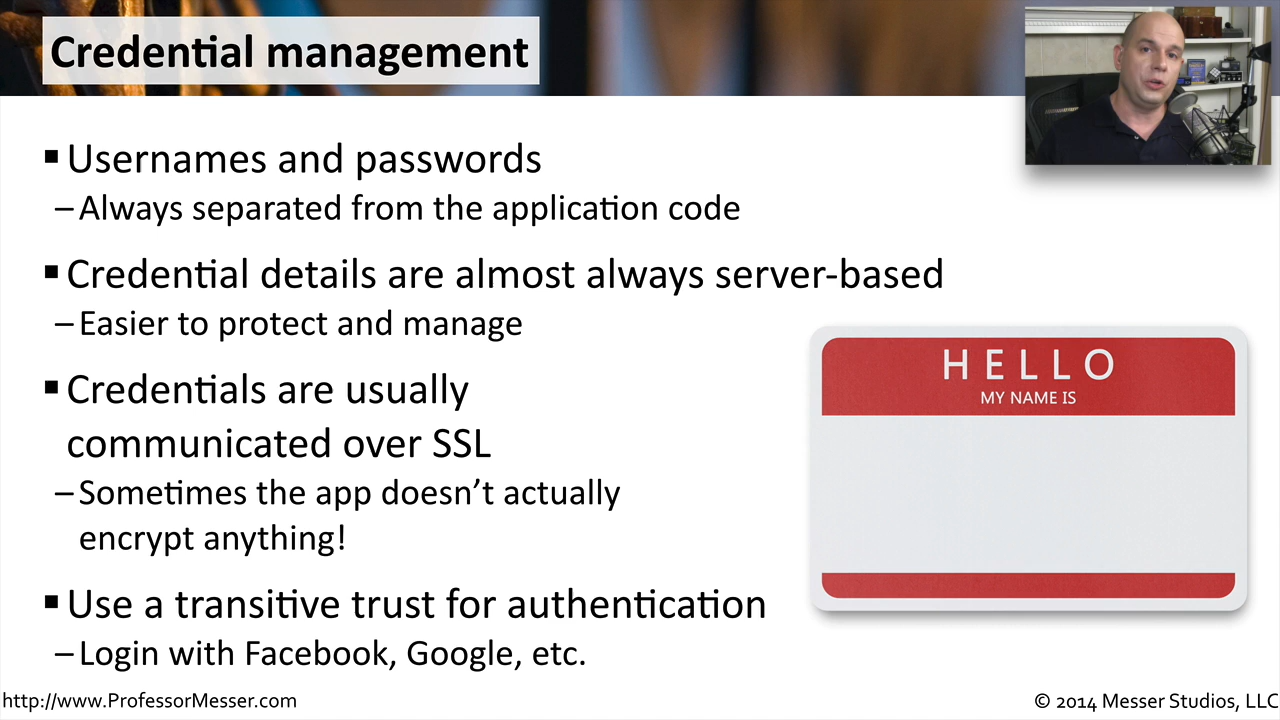 Credential management
▪ Usernames and passwords
– Always separated from the application code
▪ Credential details are almost always server-based
– Easier to protect and manage
▪ Credentials are usually
communicated over SSL
– Sometimes the app doesn’t actually
encrypt anything!
▪ Use a transitive trust for authentication
– Login with Facebook, Google, etc.
HELLO
MY NAME IS
http://www.ProfessorMesser.com
© 2014 Messer Studios, LLC